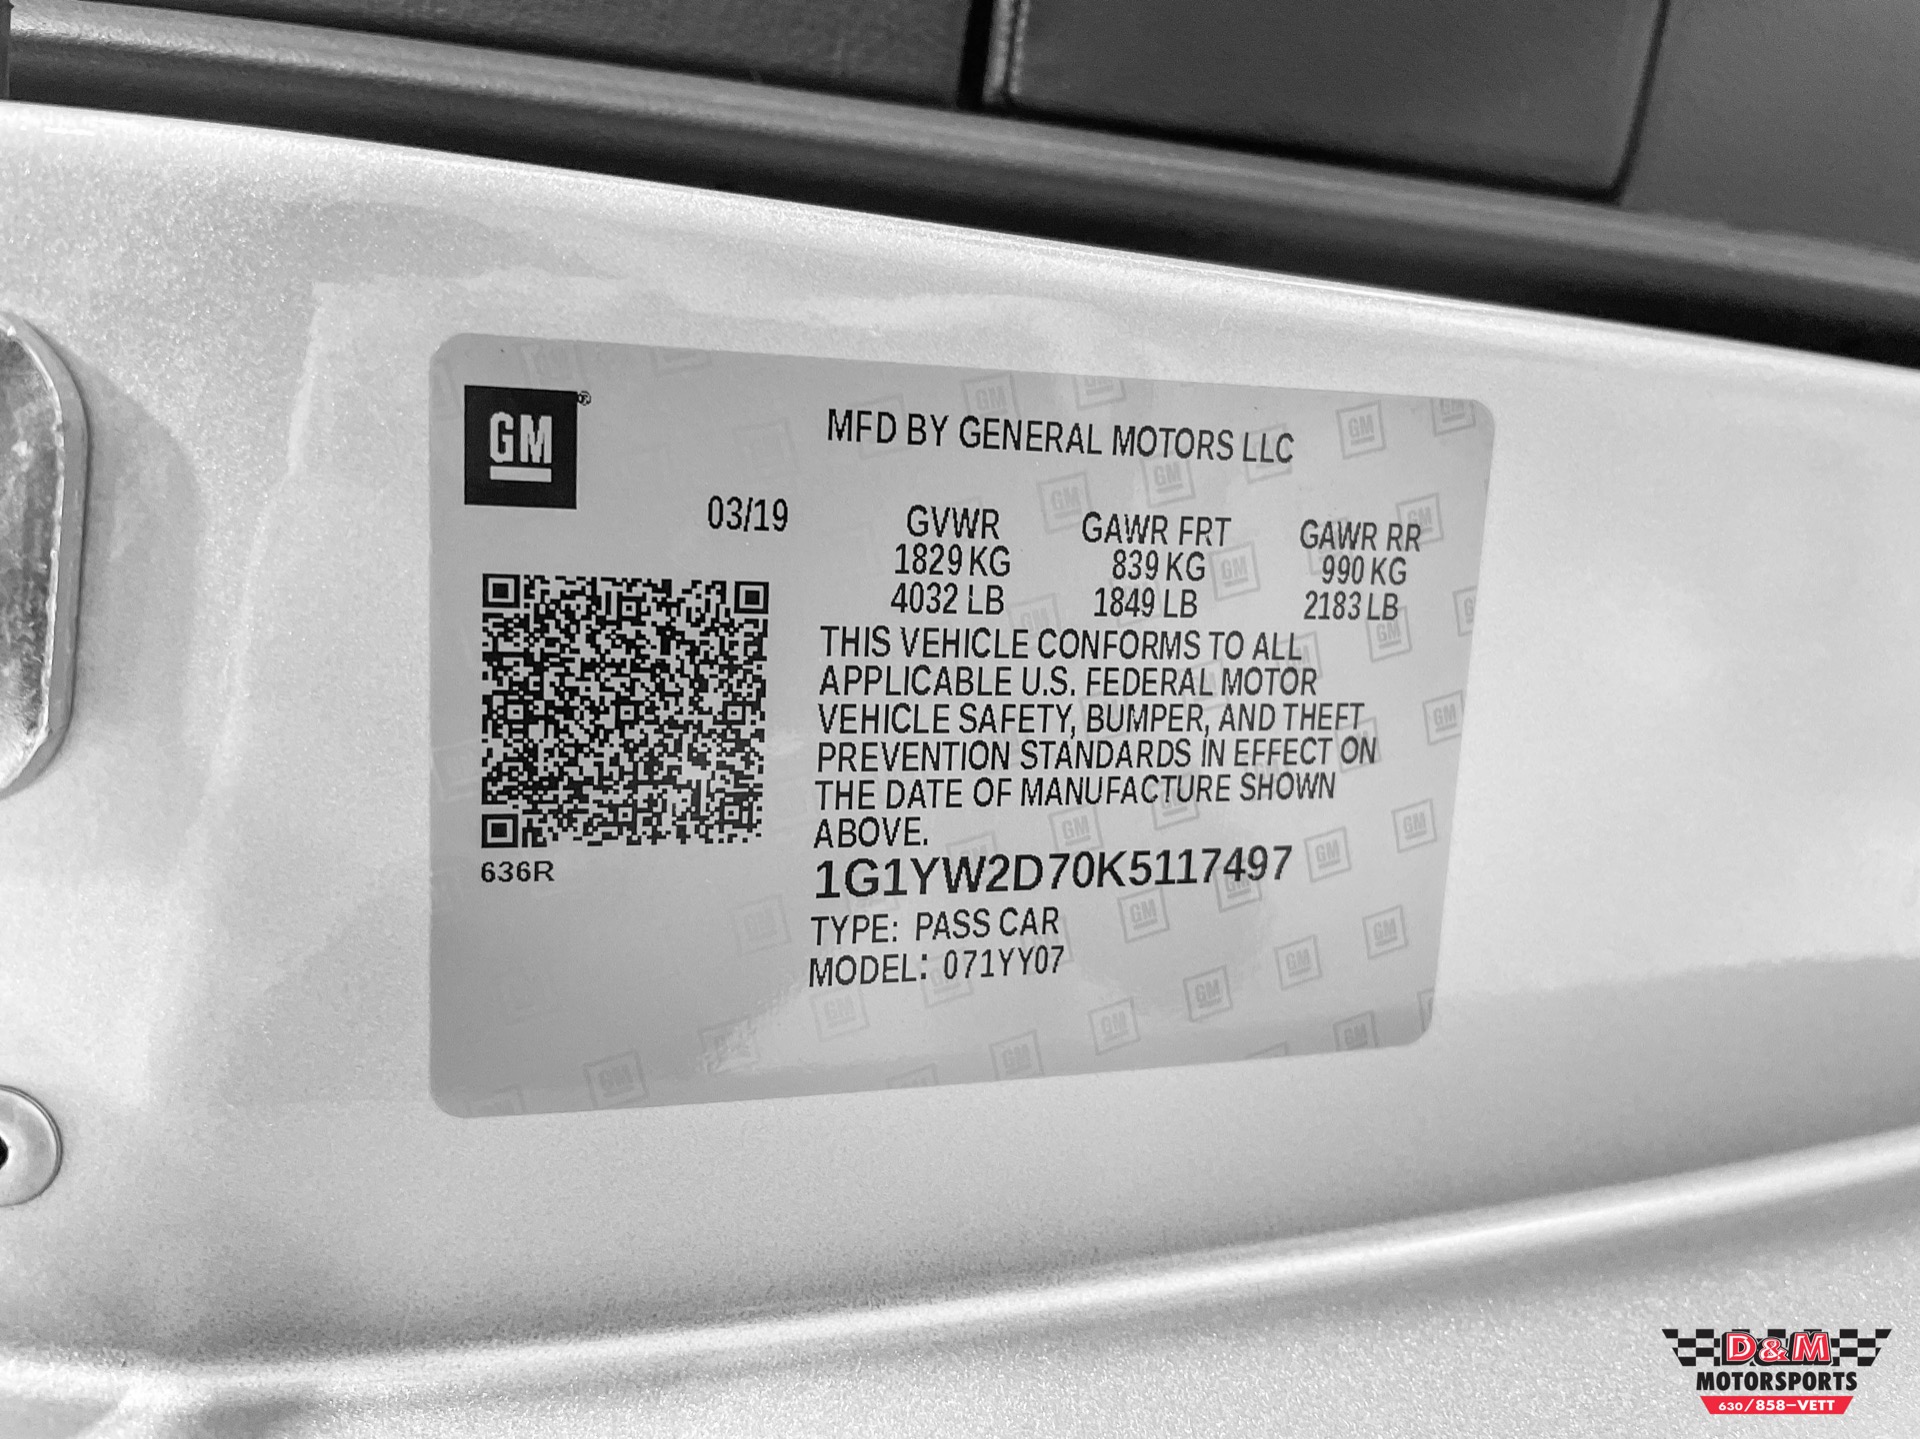 GM®
MFD BY GENERAL MOTORS LLC
03/19
GVWR GAWR FRT GAWR RR
1829 KG 839 KG 990 KG
4032 LB 1849 LB 2183 LB
THIS VEHICLE CONFORMS TO ALL
APPLICABLE U.S. FEDERAL MOTOR
VEHICLE SAFETY, BUMPER, AND THEFT
PREVENTION STANDARDS IN EFFECT ON
THE DATE OF MANUFACTURE SHOWN
ABOVE.
636R
1G1YW2D70K5117497
TYPE: PASS CAR
MODEL: 071YY07
D&M
MOTORSPORTS
630/858-VETT